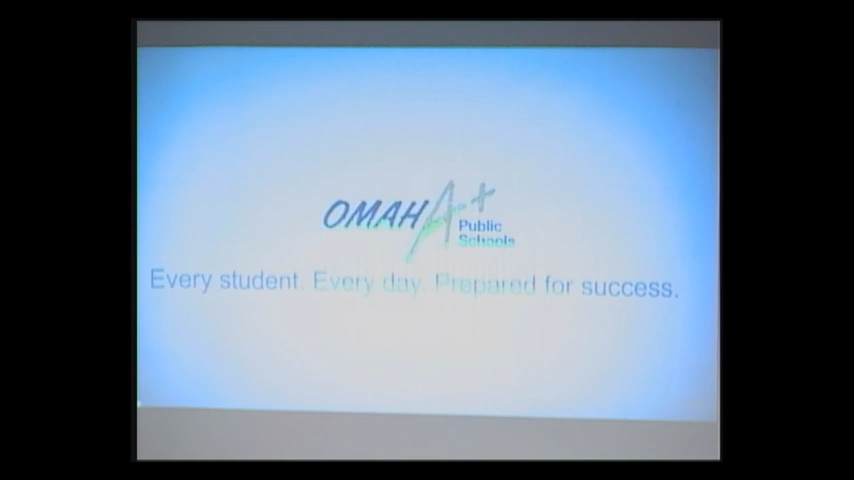 OMAHA+
Public
Schools
Every student. Every day. Prepared for success.